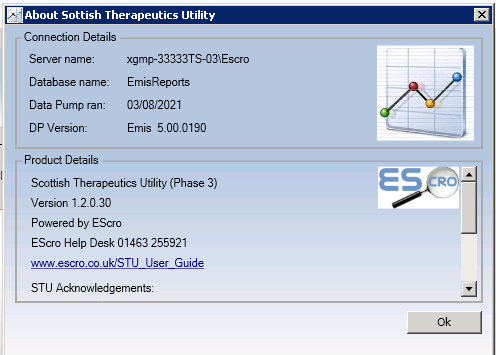 About Sottish Therapeutics Utility
Connection Details
Server name: xgmp-33333TS-03\Escro
Database name: EmisReports
Data Pump ran: 03/08/2021
DP Version: Emis 5.00.0190
Product Details
ES CRO
Scottish Therapeutics Utility (Phase 3)
Version 1.2.0.30
Powered by EScro
EScro Help Desk 01463 255921
www.escro.co.uk/STU_User_Guide
STU Acknowledgements:
Ok